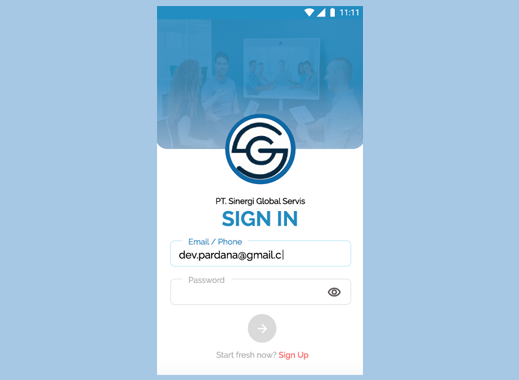 11:11
PT. Sinergi Global Servis
SIGN IN
Email / Phone
dev.pardana@gmail.c
Password
Start fresh now? Sign Up